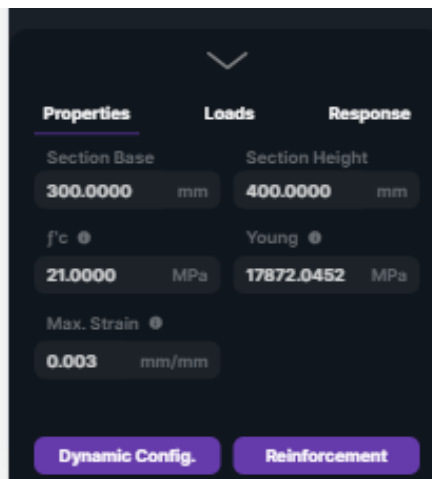 Properties Loads Response
Section Base Section Height
300.0000 mm 400.0000 mm
f'c Young
21.0000 MPa 17872.0452 MPa
Max. Strain
0.003 mm/mm
Dynamic Config. Reinforcement